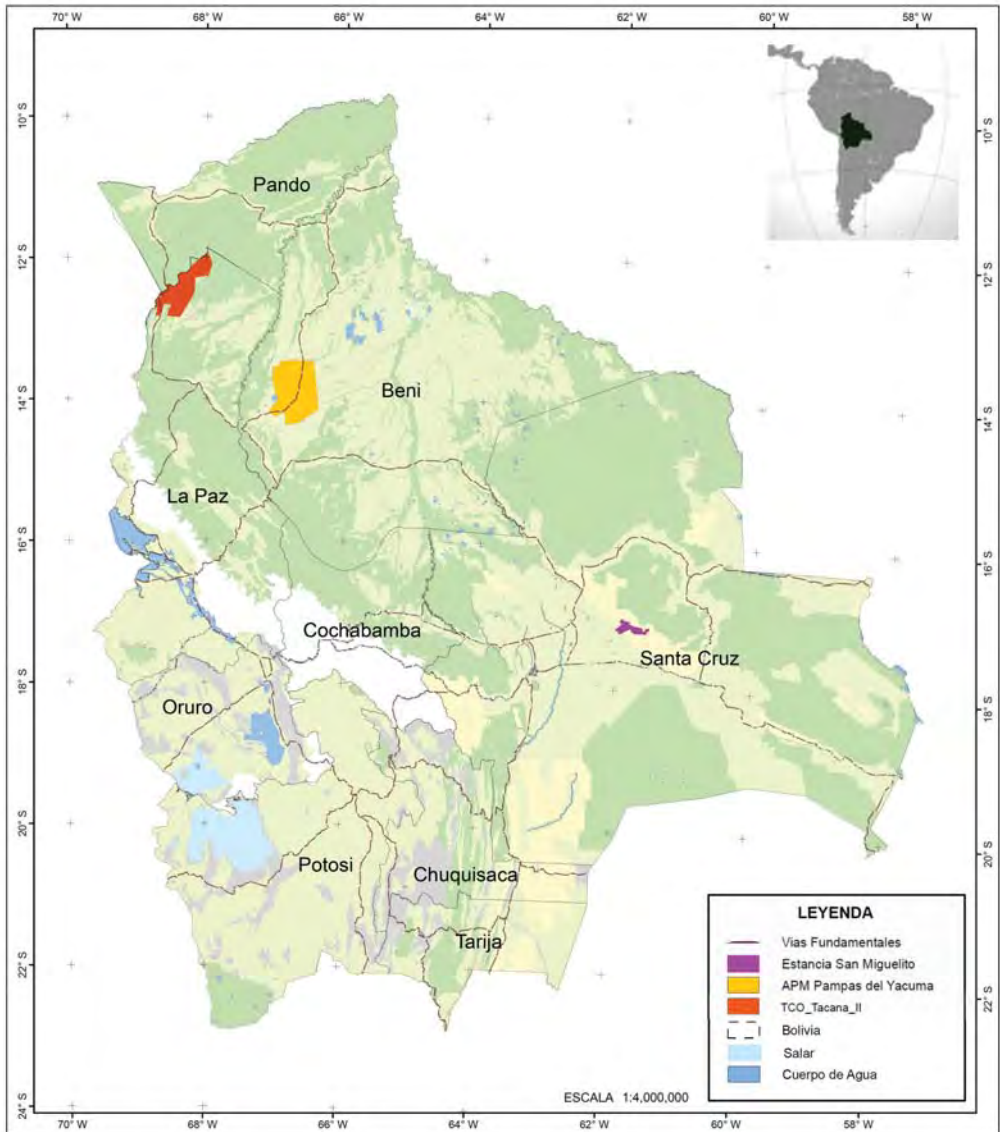 70° W 68° W 66° W 64° W 62° W 60° W 58° W
10° S
12° S
14° S
16° S
18° S
20° S
22° S
24° S
10° S
12° S
14° S
16° S
18° S
20° S
22° S
Pando
Beni
La Paz
Cochabamba
Santa Cruz
Oruro
Potosi
Chuquisaca
Tarija
LEYENDA
Vias Fundamentales
Estancia San Miguelito
APM Pampas del Yacuma
TCO_Tacana_II
Bolivia
Salar
Cuerpo de Agua
ESCALA 1:4,000,000
70° W 68° W 66° W 64° W 62° W 60° W 58° W